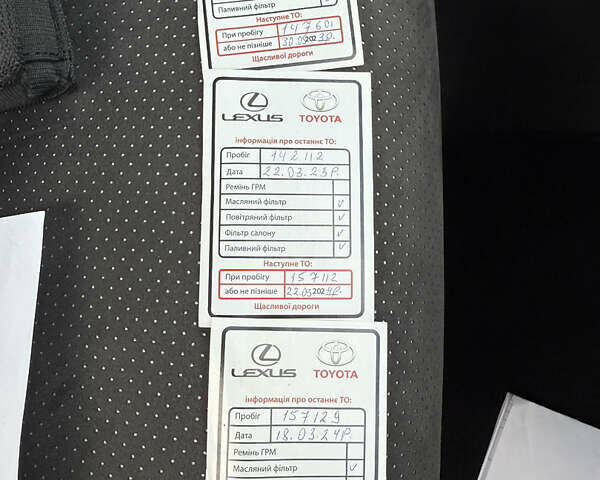 Паливний фільтр
Наступне ТО:
При пробігу 147601
або не пізніше
Щасливої дороги
LEXUS TOYOTA
інформація про останнє ТО:
Пробіг 142112
Дата 22.03.23р.
Ремінь ГРМ
Масляний фільтр ✓
Повітряний фільтр ✓
Фільтр салону ✓
Паливний фільтр ✓
Наступне ТО:
При пробігу 157112
або не пізніше 22.03 2024р.
Щасливої дороги
LEXUS TOYOTA
інформація про останнє ТО:
Пробіг 157129
Дата 18.03.24р.
Ремінь ГРМ
Масляний фільтр ✓